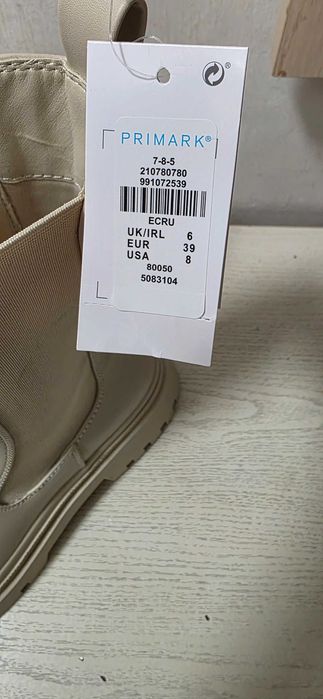 PRIMARK®
7-8-5
210780780
991072539
ECRU
UK/IRL 6
EUR 39
USA 8
80050
5083104